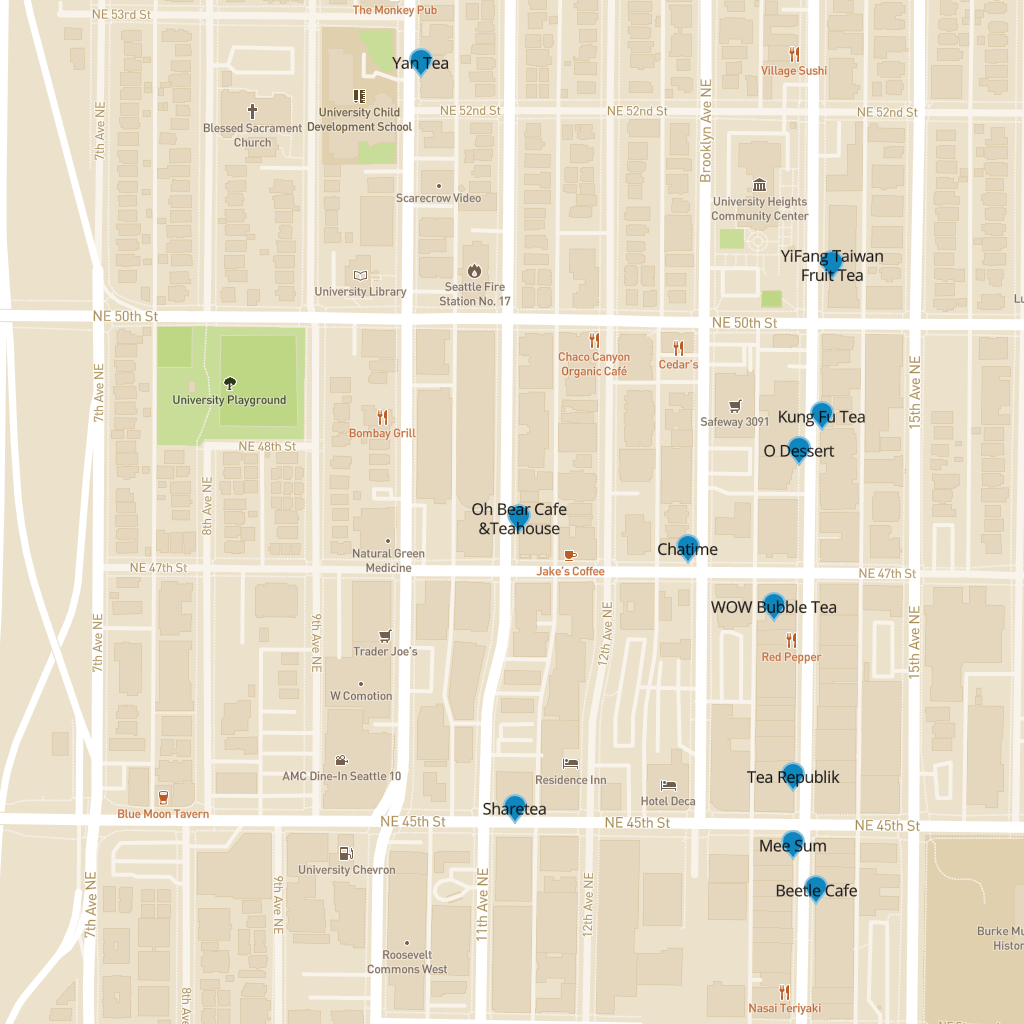 The Monkey Pub
NE 53rd St
Village Sushi
Yan Tea
University Child
Development School
NE 52nd St
NE 52nd St
NE 52nd St
Blessed Sacrament
Church
7th Ave NE
Brooklyn Ave NE
Scarecrow Video
University Heights
Community Center
YiFang Taiwan
Fruit Tea
University Library
Seattle Fire
Station No. 17
NE 50th St
NE 50th St
Chaco Canyon
Organic Café
Cedar's
7th Ave NE
University Playground
15th Ave NE
Safeway 3091
Kung Fu Tea
Bombay Grill
NE 48th St
O Dessert
8th Ave NE
Oh Bear Cafe
&Teahouse
Natural Green
Medicine
Chatime
NE 47th St
Jake's Coffee
NE 47th St
WOW Bubble Tea
7th Ave NE
9th Ave NE
12th Ave NE
15th Ave NE
Trader Joe's
Red Pepper
W Comotion
AMC Dine-In Seattle 10
Residence Inn
Tea Republik
Hotel Deca
Blue Moon Tavern
Sharetea
NE 45th St
NE 45th St
NE 45th St
Mee Sum
University Chevron
Beetle Cafe
7th Ave NE
9th Ave NE
11th Ave NE
12th Ave NE
Roosevelt
Commons West
8th Ave NE
Nasai Teriyaki